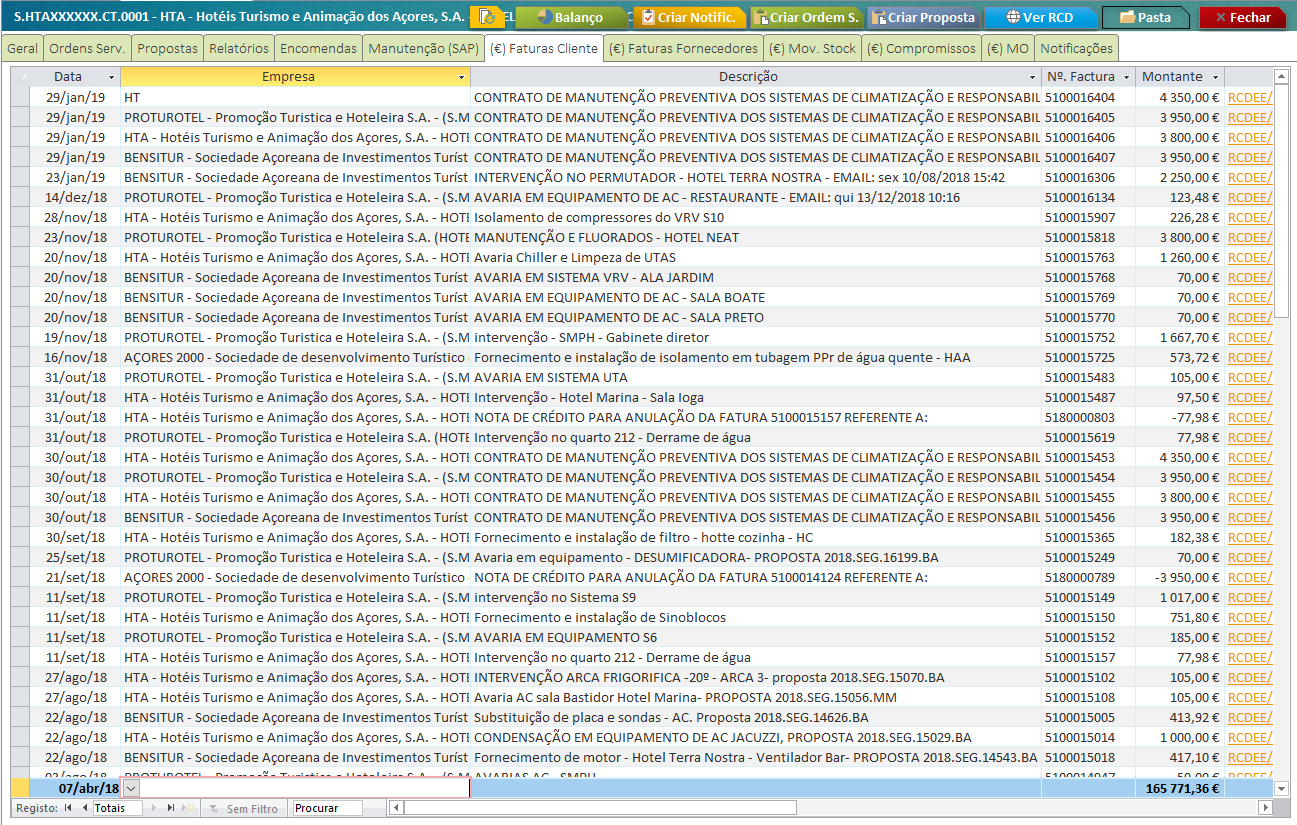 S.HTAXXXXXX.CT.0001 - HTA - Hotéis Turismo e Animação dos Açores, S.A. - EL Balanço Criar Notific. Criar Ordem S. Criar Proposta Ver RCD Pasta Fechar
Geral Ordens Serv. Propostas Relatórios Encomendas Manutenção (SAP) (€) Faturas Cliente (€) Faturas Fornecedores (€) Mov. Stock (€) Compromissos (€) MO Notificações
Data Empresa Descrição Nº. Factura Montante
29/jan/19 HT CONTRATO DE MANUTENÇÃO PREVENTIVA DOS SISTEMAS DE CLIMATIZAÇÃO E RESPONSABIL 5100016404 4 350,00 € RCDEE/
29/jan/19 PROTUROTEL - Promoção Turistica e Hoteleira S.A. - (S.M CONTRATO DE MANUTENÇÃO PREVENTIVA DOS SISTEMAS DE CLIMATIZAÇÃO E RESPONSABIL 5100016405 3 950,00 € RCDEE/
29/jan/19 HTA - Hotéis Turismo e Animação dos Açores, S.A. - HOTE CONTRATO DE MANUTENÇÃO PREVENTIVA DOS SISTEMAS DE CLIMATIZAÇÃO E RESPONSABIL 5100016406 3 800,00 € RCDEE/
29/jan/19 BENSITUR - Sociedade Açoreana de Investimentos Turíst CONTRATO DE MANUTENÇÃO PREVENTIVA DOS SISTEMAS DE CLIMATIZAÇÃO E RESPONSABIL 5100016407 3 950,00 € RCDEE/
23/jan/19 BENSITUR - Sociedade Açoreana de Investimentos Turíst INTERVENÇÃO NO PERMUTADOR - HOTEL TERRA NOSTRA - EMAIL: sex 10/08/2018 15:42 5100016306 2 250,00 € RCDEE/
14/dez/18 PROTUROTEL - Promoção Turistica e Hoteleira S.A. - (S.M AVARIA EM EQUIPAMENTO DE AC - RESTAURANTE - EMAIL: qui 13/12/2018 10:16 5100016134 123,48 € RCDEE/
28/nov/18 HTA - Hotéis Turismo e Animação dos Açores, S.A. - HOTE Isolamento de compressores do VRV S10 5100015907 226,28 € RCDEE/
23/nov/18 PROTUROTEL - Promoção Turistica e Hoteleira S.A. (HOTE MANUTENÇÃO E FLUORADOS - HOTEL NEAT 5100015818 3 800,00 € RCDEE/
20/nov/18 HTA - Hotéis Turismo e Animação dos Açores, S.A. - HOTE Avaria Chiller e Limpeza de UTAS 5100015763 1 260,00 € RCDEE/
20/nov/18 BENSITUR - Sociedade Açoreana de Investimentos Turíst AVARIA EM SISTEMA VRV - ALA JARDIM 5100015768 70,00 € RCDEE/
20/nov/18 BENSITUR - Sociedade Açoreana de Investimentos Turíst AVARIA EM EQUIPAMENTO DE AC - SALA BOATE 5100015769 70,00 € RCDEE/
20/nov/18 BENSITUR - Sociedade Açoreana de Investimentos Turíst AVARIA EM EQUIPAMENTO DE AC - SALA PRETO 5100015770 70,00 € RCDEE/
19/nov/18 PROTUROTEL - Promoção Turistica e Hoteleira S.A. - (S.M intervenção - SMPH - Gabinete diretor 5100015752 1 667,70 € RCDEE/
16/nov/18 AÇORES 2000 - Sociedade de desenvolvimento Turístico Fornecimento e instalação de isolamento em tubagem PPr de água quente - HAA 5100015725 573,72 € RCDEE/
31/out/18 PROTUROTEL - Promoção Turistica e Hoteleira S.A. - (S.M AVARIA EM SISTEMA UTA 5100015483 105,00 € RCDEE/
31/out/18 HTA - Hotéis Turismo e Animação dos Açores, S.A. - HOTE Intervenção - Hotel Marina - Sala Ioga 5100015487 97,50 € RCDEE/
31/out/18 HTA - Hotéis Turismo e Animação dos Açores, S.A. - HOTE NOTA DE CRÉDITO PARA ANULAÇÃO DA FATURA 5100015157 REFERENTE A: 5180000803 -77,98 € RCDEE/
31/out/18 PROTUROTEL - Promoção Turistica e Hoteleira S.A. (HOTE Intervenção no quarto 212 - Derrame de água 5100015619 77,98 € RCDEE/
30/out/18 HTA - Hotéis Turismo e Animação dos Açores, S.A. - HOTE CONTRATO DE MANUTENÇÃO PREVENTIVA DOS SISTEMAS DE CLIMATIZAÇÃO E RESPONSABIL 5100015453 4 350,00 € RCDEE/
30/out/18 PROTUROTEL - Promoção Turistica e Hoteleira S.A. - (S.M CONTRATO DE MANUTENÇÃO PREVENTIVA DOS SISTEMAS DE CLIMATIZAÇÃO E RESPONSABIL 5100015454 3 950,00 € RCDEE/
30/out/18 HTA - Hotéis Turismo e Animação dos Açores, S.A. - HOTE CONTRATO DE MANUTENÇÃO PREVENTIVA DOS SISTEMAS DE CLIMATIZAÇÃO E RESPONSABIL 5100015455 3 800,00 € RCDEE/
30/out/18 BENSITUR - Sociedade Açoreana de Investimentos Turíst CONTRATO DE MANUTENÇÃO PREVENTIVA DOS SISTEMAS DE CLIMATIZAÇÃO E RESPONSABIL 5100015456 3 950,00 € RCDEE/
30/set/18 HTA - Hotéis Turismo e Animação dos Açores, S.A. - HOTE Fornecimento e instalação de filtro - hotte cozinha - HC 5100015365 182,38 € RCDEE/
25/set/18 PROTUROTEL - Promoção Turistica e Hoteleira S.A. - (S.M Avaria em equipamento - DESUMIFICADORA- PROPOSTA 2018.SEG.16199.BA 5100015249 70,00 € RCDEE/
21/set/18 AÇORES 2000 - Sociedade de desenvolvimento Turístico NOTA DE CRÉDITO PARA ANULAÇÃO DA FATURA 5100014124 REFERENTE A: 5180000789 -3 950,00 € RCDEE/
11/set/18 PROTUROTEL - Promoção Turistica e Hoteleira S.A. - (S.M intervenção no Sistema S9 5100015149 1 017,00 € RCDEE/
11/set/18 HTA - Hotéis Turismo e Animação dos Açores, S.A. - HOTE Fornecimento e instalação de Sinoblocos 5100015150 751,80 € RCDEE/
11/set/18 PROTUROTEL - Promoção Turistica e Hoteleira S.A. - (S.M AVARIA EM EQUIPAMENTO S6 5100015152 185,00 € RCDEE/
11/set/18 HTA - Hotéis Turismo e Animação dos Açores, S.A. - HOTE Intervenção no quarto 212 - Derrame de água 5100015157 77,98 € RCDEE/
27/ago/18 HTA - Hotéis Turismo e Animação dos Açores, S.A. - HOTE INTERVENÇÃO ARCA FRIGORIFICA -20º - ARCA 3- proposta 2018.SEG.15070.BA 5100015102 105,00 € RCDEE/
27/ago/18 HTA - Hotéis Turismo e Animação dos Açores, S.A. - HOTE Avaria AC sala Bastidor Hotel Marina- PROPOSTA 2018.SEG.15056.MM 5100015108 105,00 € RCDEE/
22/ago/18 BENSITUR - Sociedade Açoreana de Investimentos Turíst Substituição de placa e sondas - AC. Proposta 2018.SEG.14626.BA 5100015005 413,92 € RCDEE/
22/ago/18 HTA - Hotéis Turismo e Animação dos Açores, S.A. - HOTE CONDENSAÇÃO EM EQUIPAMENTO DE AC JACUZZI, PROPOSTA 2018.SEG.15029.BA 5100015014 1 000,00 € RCDEE/
22/ago/18 BENSITUR - Sociedade Açoreana de Investimentos Turíst Fornecimento de motor - Hotel Terra Nostra - Ventilador Bar- PROPOSTA 2018.SEG.14543.BA 5100015018 417,10 € RCDEE/
07/abr/18 165 771,36 €
Registo: Totais Sem Filtro Procurar